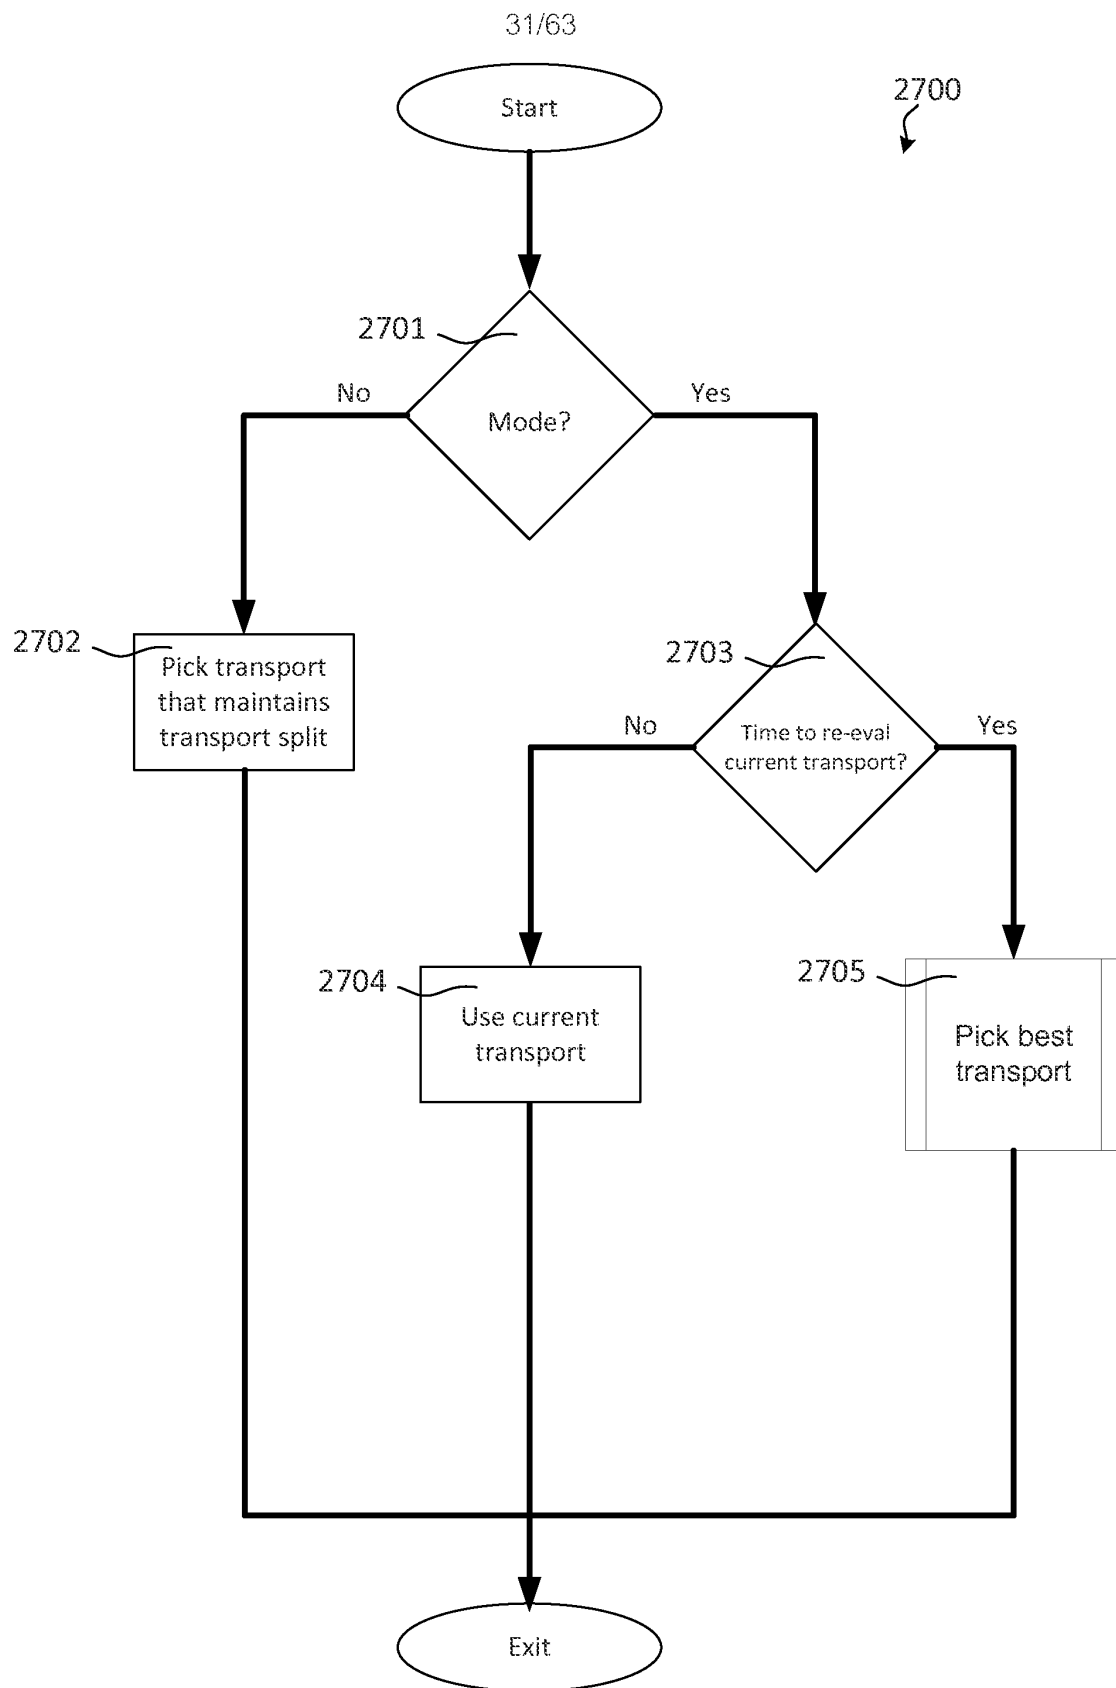 31/63
Start
2700
2701
No
Yes
Mode?
2702
Pick transport
that maintains
transport split
2703
No
Yes
Time to re-eval
current transport?
2704
Use current
transport
2705
Pick best
transport
Exit